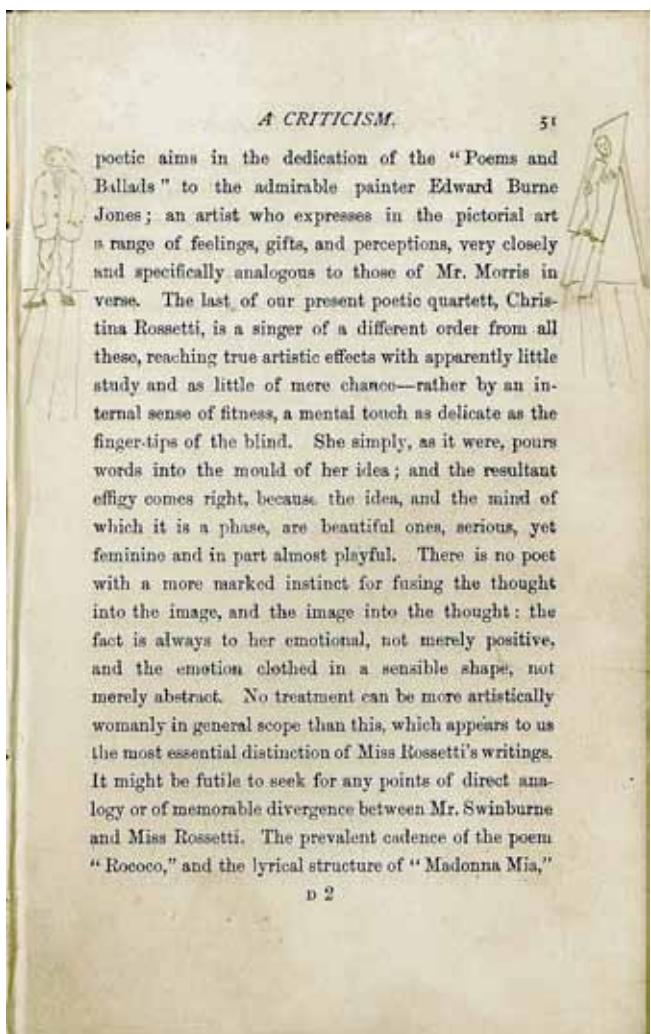 A CRITICISM. 51
poetic aims in the dedication of the “Poems and
Ballads” to the admirable painter Edward Burne
Jones; an artist who expresses in the pictorial art
a range of feelings, gifts, and perceptions, very closely
and specifically analogous to those of Mr. Morris in
verse. The last of our present poetic quartett, Chris-
tina Rossetti, is a singer of a different order from all
these, reaching true artistic effects with apparently little
study and as little of mere chance—rather by an in-
ternal sense of fitness, a mental touch as delicate as the
finger-tips of the blind. She simply, as it were, pours
words into the mould of her idea; and the resultant
effigy comes right, because the idea, and the mind of
which it is a phase, are beautiful ones, serious, yet
feminine and in part almost playful. There is no poet
with a more marked instinct for fusing the thought
into the image, and the image into the thought: the
fact is always to her emotional, not merely positive,
and the emotion clothed in a sensible shape, not
merely abstract. No treatment can be more artistically
womanly in general scope than this, which appears to us
the most essential distinction of Miss Rossetti’s writings.
It might be futile to seek for any points of direct ana-
logy or of memorable divergence between Mr. Swinburne
and Miss Rossetti. The prevalent cadence of the poem
“Rococo,” and the lyrical structure of “Madonna Mia,”
D 2